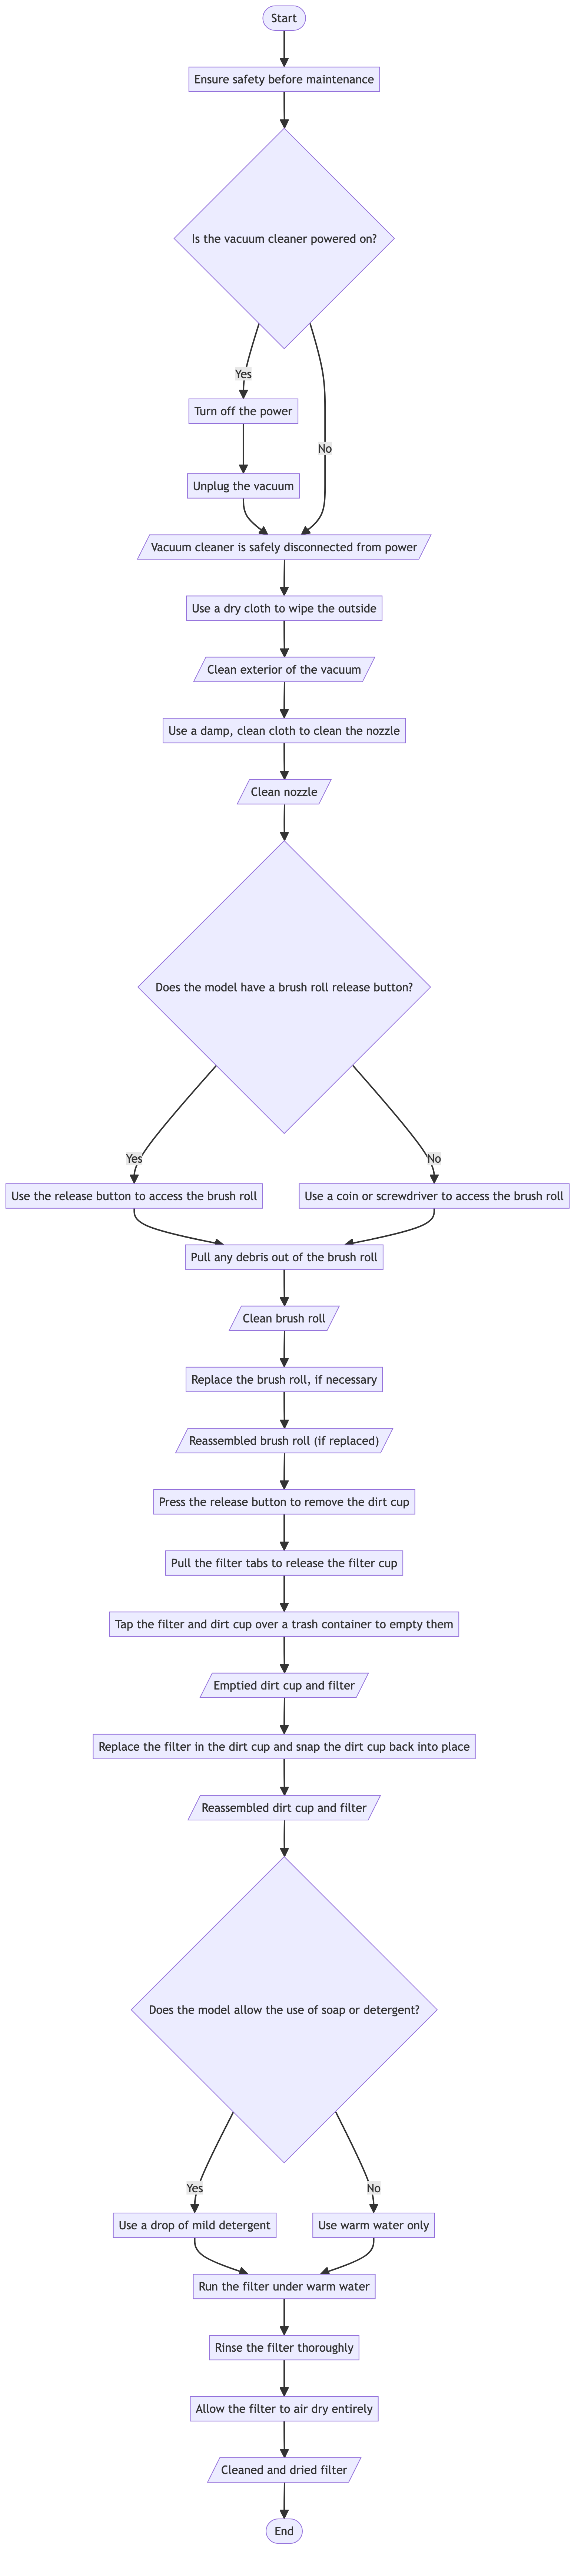 Start
Ensure safety before maintenance
Is the vacuum cleaner powered on?
Yes
Turn off the power
No
Unplug the vacuum
Vacuum cleaner is safely disconnected from power
Use a dry cloth to wipe the outside
Clean exterior of the vacuum
Use a damp, clean cloth to clean the nozzle
Clean nozzle
Does the model have a brush roll release button?
Yes
No
Use the release button to access the brush roll
Use a coin or screwdriver to access the brush roll
Pull any debris out of the brush roll
Clean brush roll
Replace the brush roll, if necessary
Reassembled brush roll (if replaced)
Press the release button to remove the dirt cup
Pull the filter tabs to release the filter cup
Tap the filter and dirt cup over a trash container to empty them
Emptied dirt cup and filter
Replace the filter in the dirt cup and snap the dirt cup back into place
Reassembled dirt cup and filter
Does the model allow the use of soap or detergent?
Yes
No
Use a drop of mild detergent
Use warm water only
Run the filter under warm water
Rinse the filter thoroughly
Allow the filter to air dry entirely
Cleaned and dried filter
End